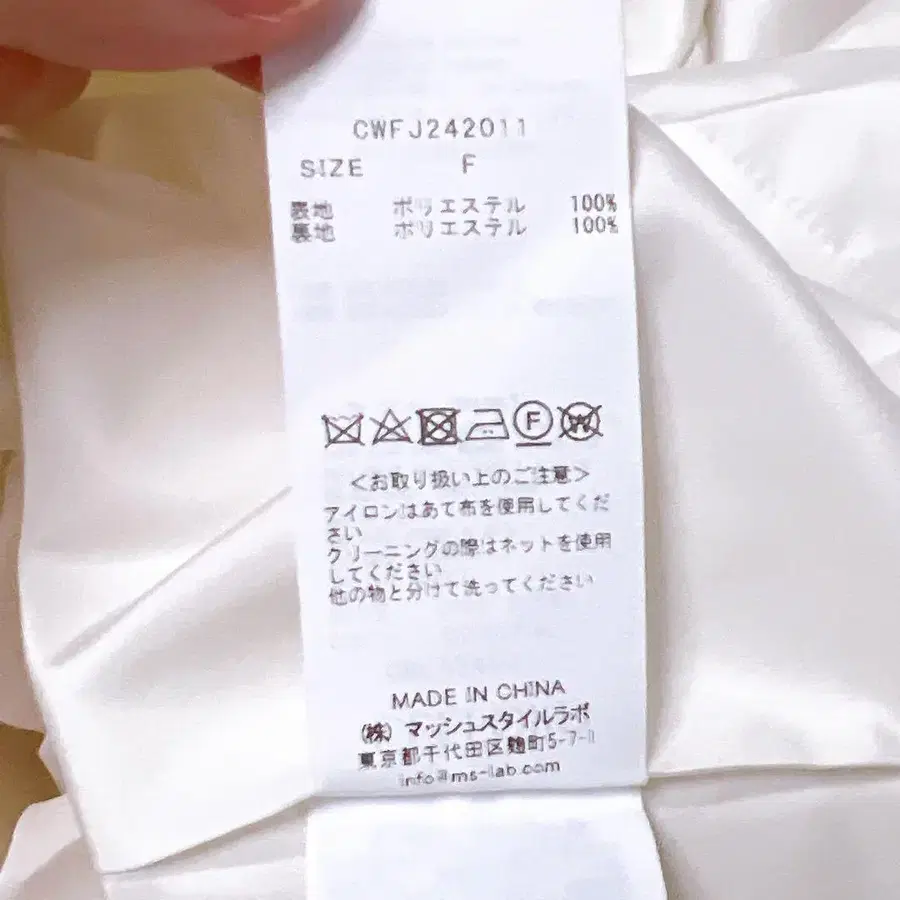 CWFJ242011
SIZE F
表地 ポリエステル 100%
裏地 ポリエステル 100%
F W
＜お取り扱い上のご注意＞
アイロンはあて布を使用してくだ
さい
クリーニングの際はネットを使用
してください
他の物と分けて洗ってください
MADE IN CHINA
(株) マッシュスタイルラボ
東京都千代田区麹町5-7-1
info@ms-lab.com